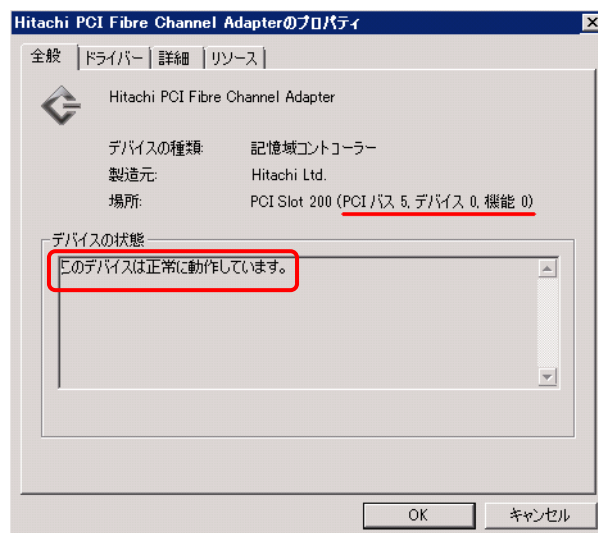 Hitachi PCI Fibre Channel Adapterのプロパティ
全般 ドライバー 詳細 リソース
Hitachi PCI Fibre Channel Adapter
デバイスの種類: 記憶域コントローラー
製造元: Hitachi Ltd.
場所: PCI Slot 200 (PCI バス 5, デバイス 0, 機能 0)
デバイスの状態
このデバイスは正常に動作しています。
OK キャンセル